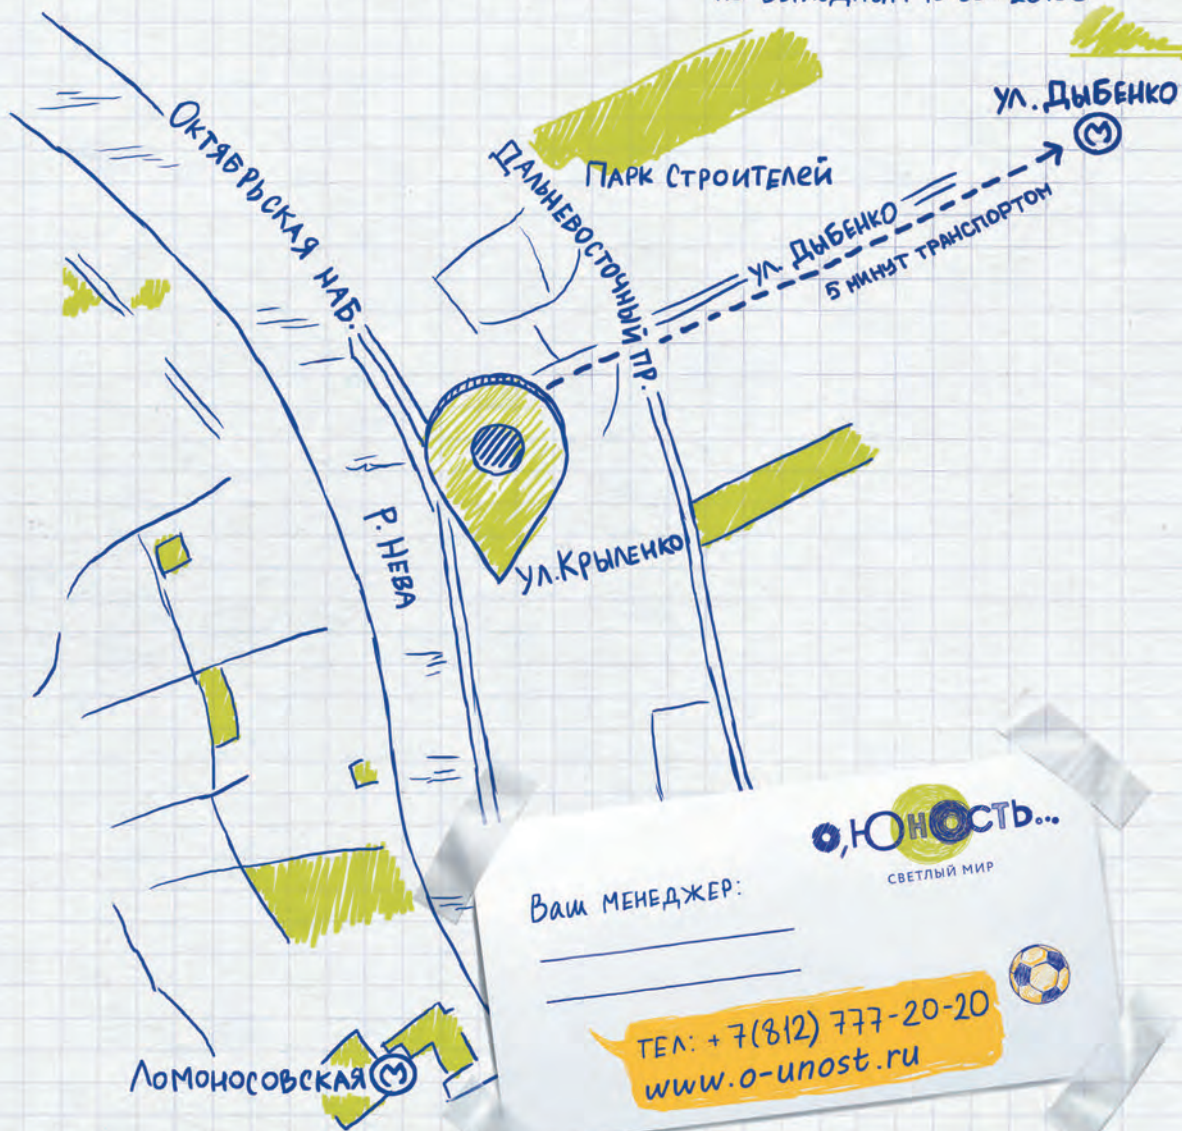 ул. Дыбенко
Октябрьская наб.
Дальневосточный пр.
Парк Строителей
ул. Дыбенко
5 минут транспортом
р. Нева
ул. Крыленко
О, ЮНОСТЬ...
СВЕТЛЫЙ МИР
Ваш менеджер:
Тел: +7(812) 777-20-20
www.o-unost.ru
Ломоносовская